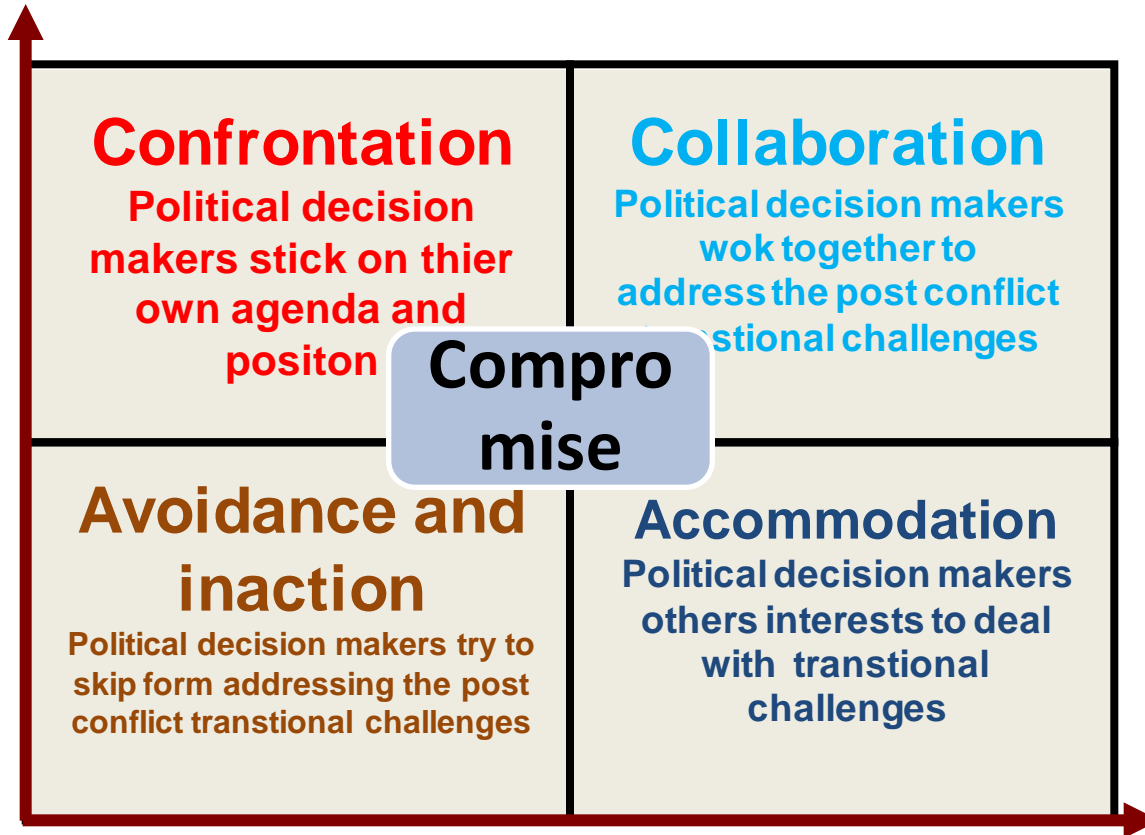 Confrontation
Political decision
makers stick on thier
own agenda and
positon
Collaboration
Political decision makers
wok together to
address the post conflict
challenges
Compro
mise
Avoidance and
inaction
Political decision makers try to
skip form addressing the post
conflict transtional challenges
Accommodation
Political decision makers
others interests to deal
with transtional
challenges